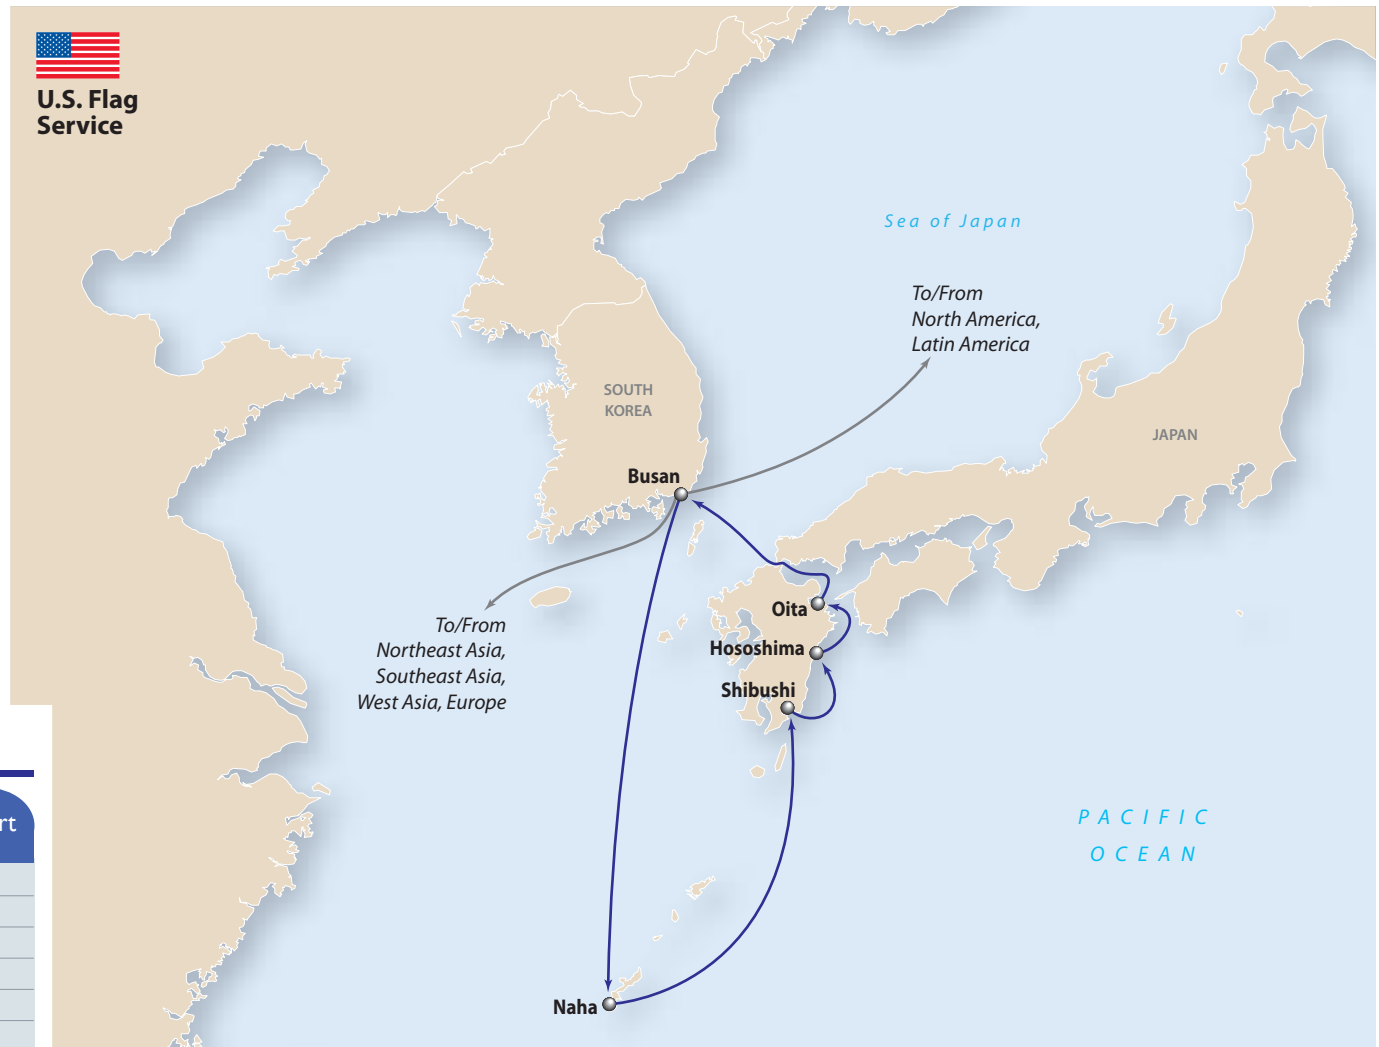 U.S. Flag
Service
Sea of Japan
To/From
North America,
Latin America
SOUTH
KOREA
JAPAN
Busan
Oita
To/From
Northeast Asia,
Southeast Asia,
West Asia, Europe
Hososhima
Shibushi
PACIFIC
OCEAN
Naha